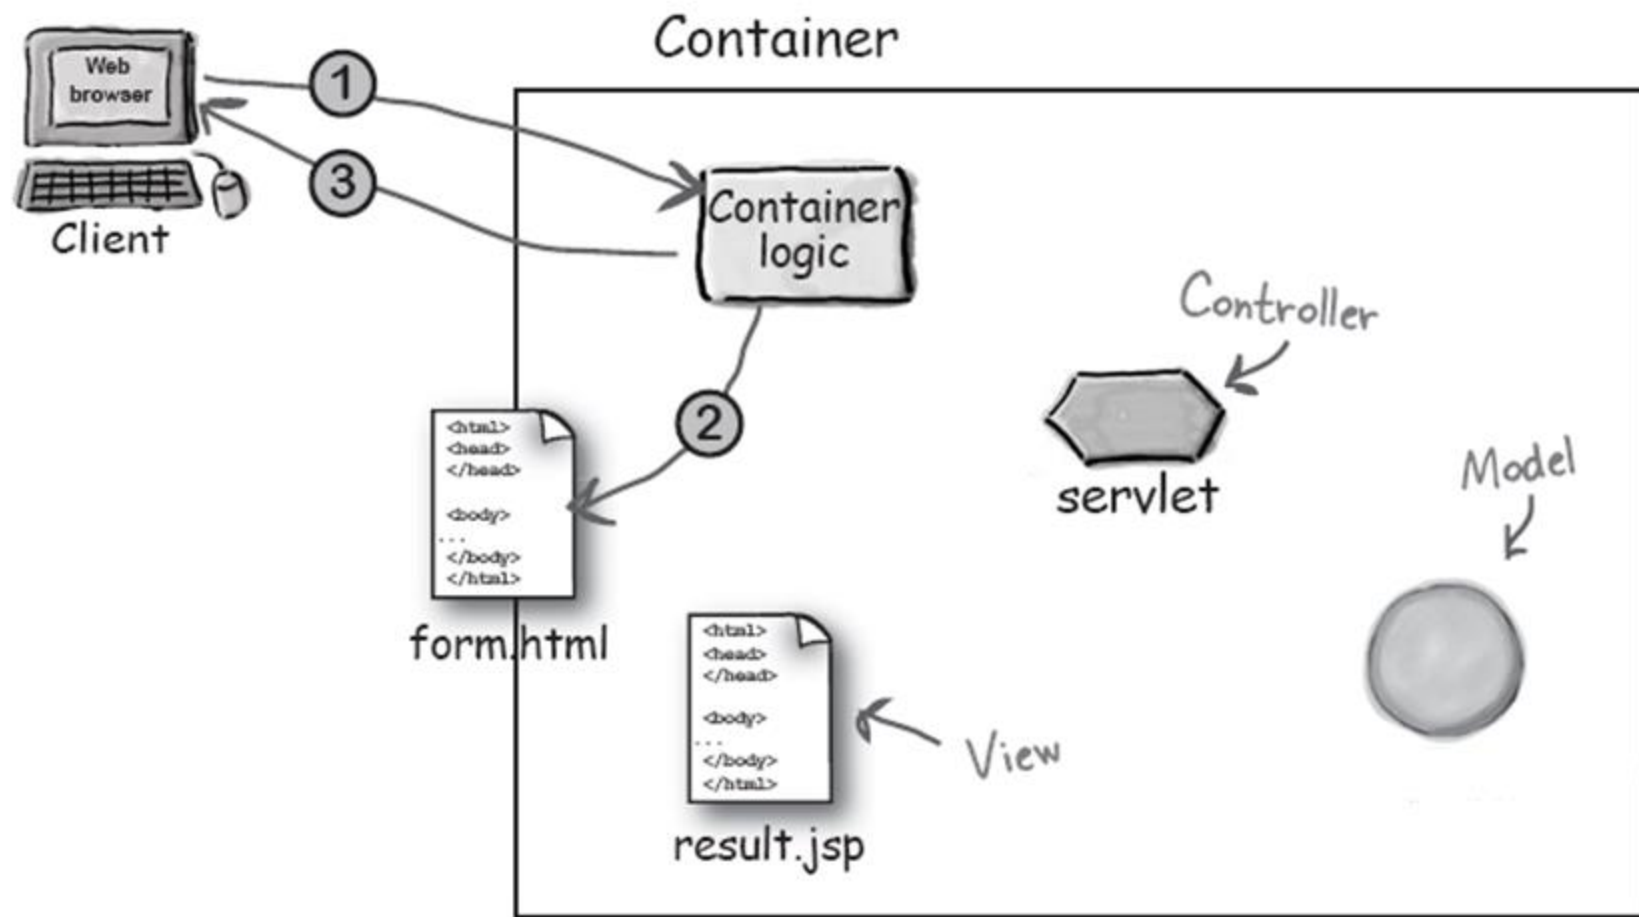 Container
Web
browser
1
3
Client
Container
logic
Controller
2
<html>
<head>
</head>
<body>
...
</body>
</html>
servlet
Model
form.html
<html>
<head>
</head>
<body>
...
</body>
</html>
View
result.jsp